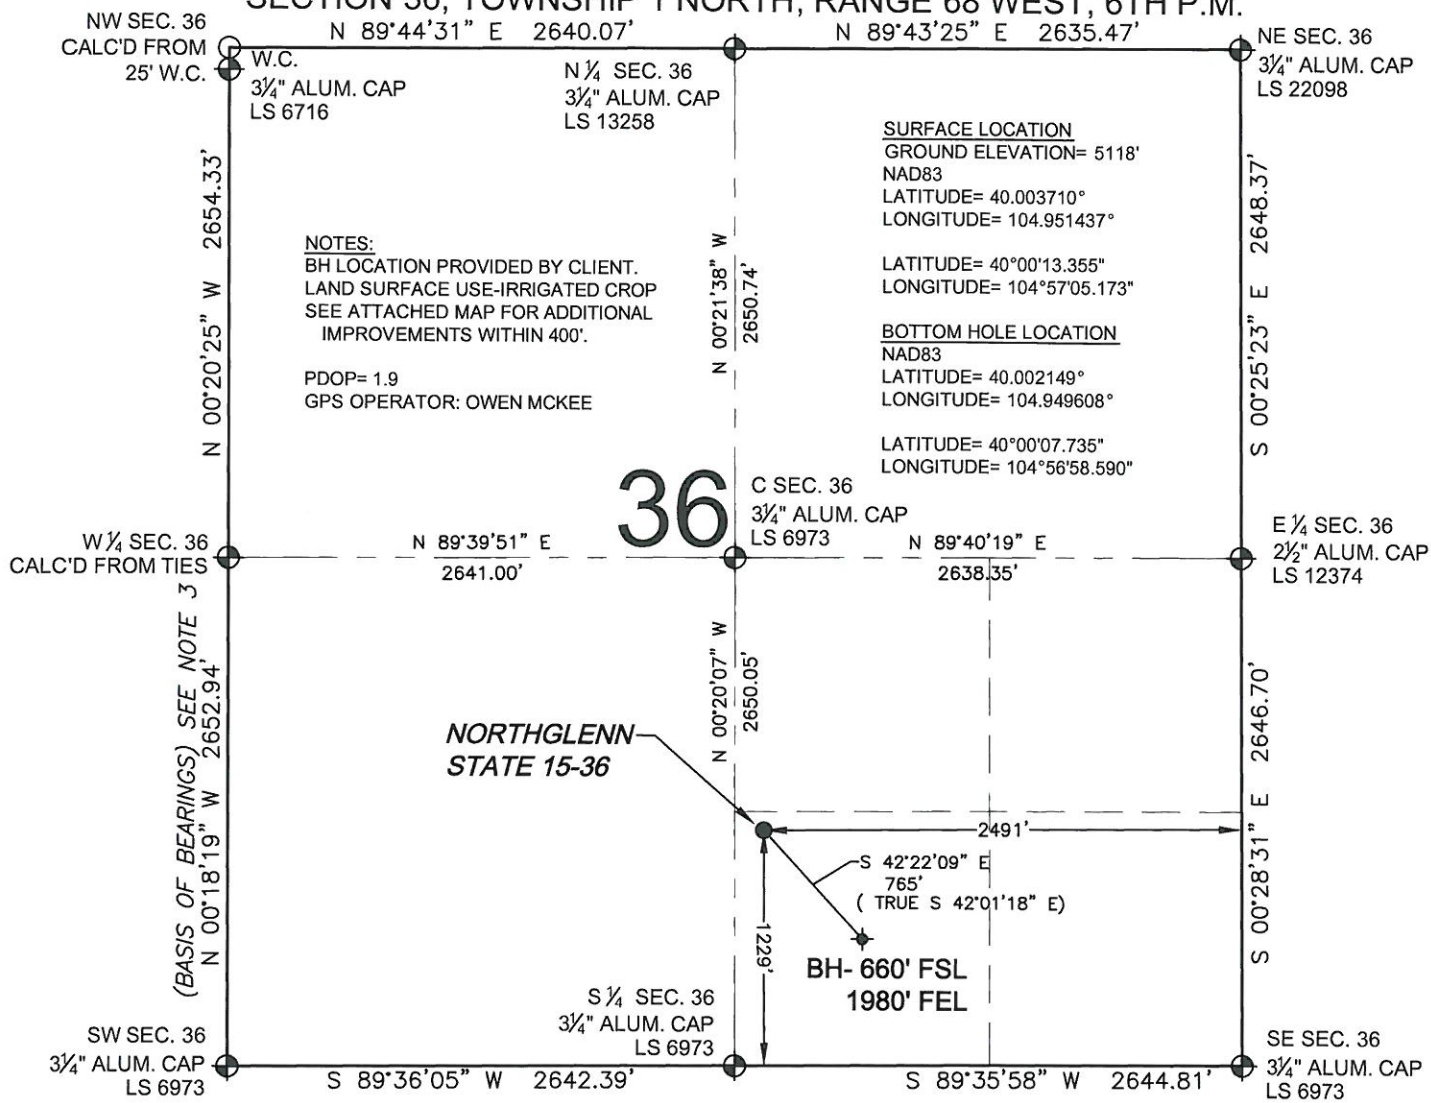 SECTION 36, TOWNSHIP 1 NORTH, RANGE 68 WEST, 6TH P.M.
NW SEC. 36
CALC'D FROM
25' W.C.
N 89°44'31" E 2640.07'
N 89°43'25" E 2635.47'
NE SEC. 36
3¼" ALUM. CAP
LS 22098
W.C.
3¼" ALUM. CAP
LS 6716
N ¼ SEC. 36
3¼" ALUM. CAP
LS 13258
SURFACE LOCATION
GROUND ELEVATION= 5118'
NAD83
LATITUDE= 40.003710°
LONGITUDE= 104.951437°
LATITUDE= 40°00'13.355"
LONGITUDE= 104°57'05.173"
BOTTOM HOLE LOCATION
NAD83
LATITUDE= 40.002149°
LONGITUDE= 104.949608°
LATITUDE= 40°00'07.735"
LONGITUDE= 104°56'58.590"
NOTES:
BH LOCATION PROVIDED BY CLIENT.
LAND SURFACE USE-IRRIGATED CROP
SEE ATTACHED MAP FOR ADDITIONAL
IMPROVEMENTS WITHIN 400'.
PDOP= 1.9
GPS OPERATOR: OWEN MCKEE
N 00°20'25" W 2654.33'
N 00°21'38" W
2650.74'
S 00°25'23" E 2648.37'
36
C SEC. 36
3¼" ALUM. CAP
LS 6973
W ¼ SEC. 36
CALC'D FROM TIES
N 89°39'51" E
2641.00'
N 89°40'19" E
2638.35'
E ¼ SEC. 36
2½" ALUM. CAP
LS 12374
(BASIS OF BEARINGS) SEE NOTE 3
N 00°18'19" W 2652.94'
N 00°20'07" W
2650.05'
S 00°28'31" E 2646.70'
NORTHGLENN
STATE 15-36
2491'
S 42°22'09" E
765'
( TRUE S 42°01'18" E)
1229'
BH- 660' FSL
1980' FEL
S ¼ SEC. 36
3¼" ALUM. CAP
LS 6973
SW SEC. 36
3¼" ALUM. CAP
LS 6973
S 89°36'05" W 2642.39'
S 89°35'58" W 2644.81'
SE SEC. 36
3¼" ALUM. CAP
LS 6973